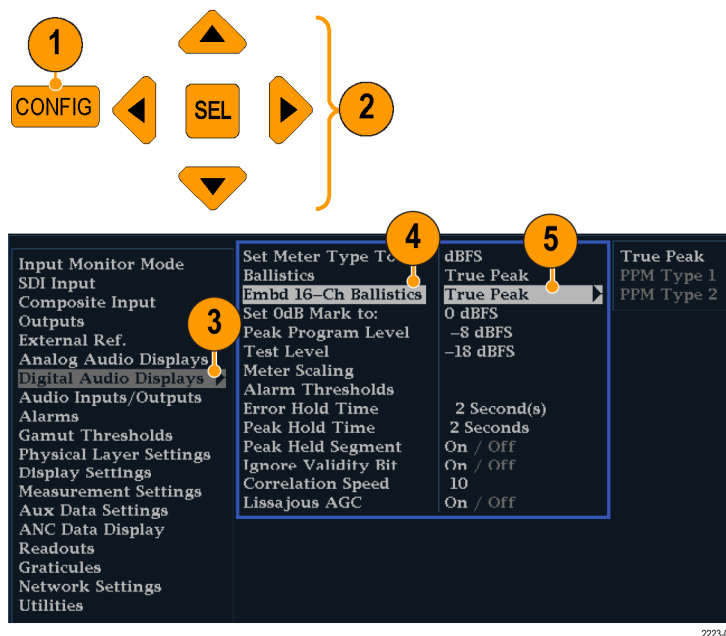 1
CONFIG
SEL
2
4
5
3
Input Monitor Mode
SDI Input
Composite Input
Outputs
External Ref.
Analog Audio Displays
Digital Audio Displays
Audio Inputs/Outputs
Alarms
Gamut Thresholds
Physical Layer Settings
Display Settings
Measurement Settings
Aux Data Settings
ANC Data Display
Readouts
Graticules
Network Settings
Utilities
Set Meter Type To dBFS
Ballistics True Peak
Embd 16-Ch Ballistics True Peak
Set 0dB Mark to: 0 dBFS
Peak Program Level -8 dBFS
Test Level -18 dBFS
Meter Scaling
Alarm Thresholds
Error Hold Time 2 Second(s)
Peak Hold Time 2 Seconds
Peak Held Segment On / Off
Ignore Validity Bit On / Off
Correlation Speed 10
Lissajous AGC On / Off
True Peak
PPM Type 1
PPM Type 2